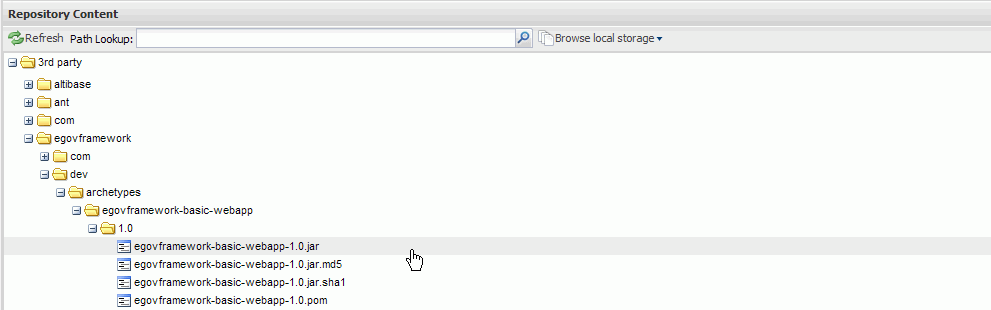 Repository Content
Refresh Path Lookup: Browse local storage
3rd party
altibase
ant
com
egovframework
com
dev
archetypes
egovframework-basic-webapp
1.0
egovframework-basic-webapp-1.0.jar
egovframework-basic-webapp-1.0.jar.md5
egovframework-basic-webapp-1.0.jar.sha1
egovframework-basic-webapp-1.0.pom